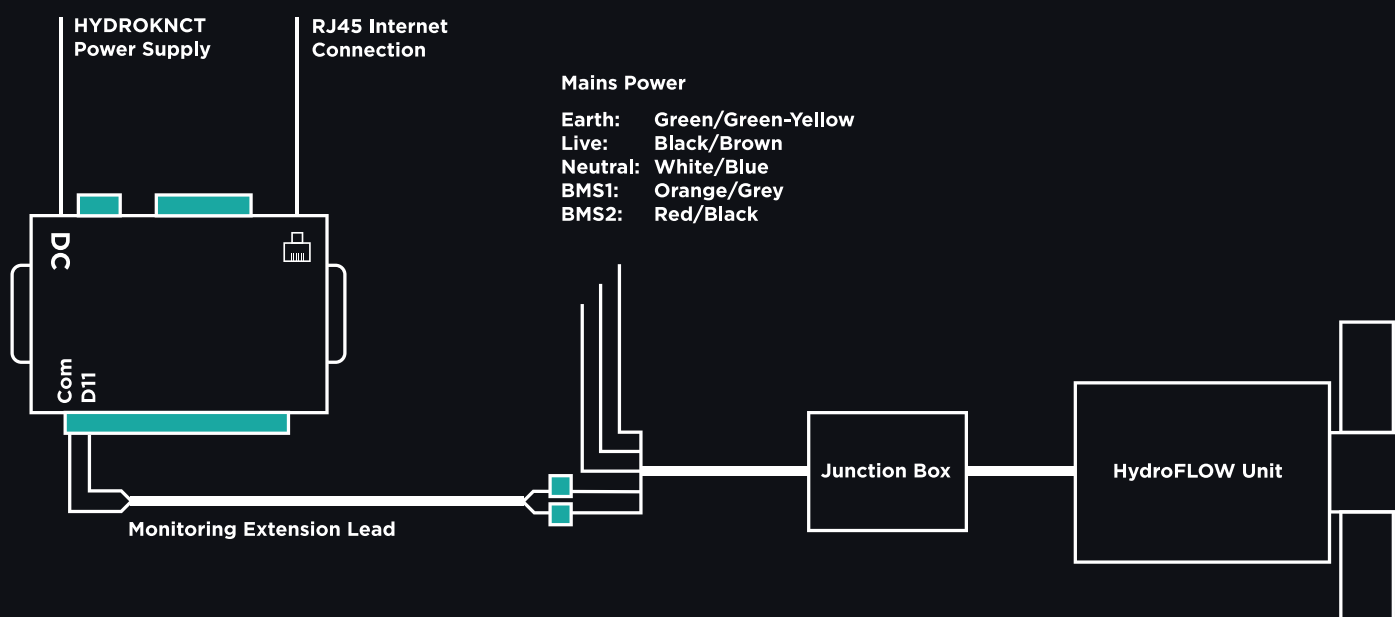 HYDROKNCT
Power Supply
RJ45 Internet
Connection
Mains Power
Earth: Green/Green-Yellow
Live: Black/Brown
Neutral: White/Blue
BMS1: Orange/Grey
BMS2: Red/Black
DC
Com
D11
Junction Box
HydroFLOW Unit
Monitoring Extension Lead